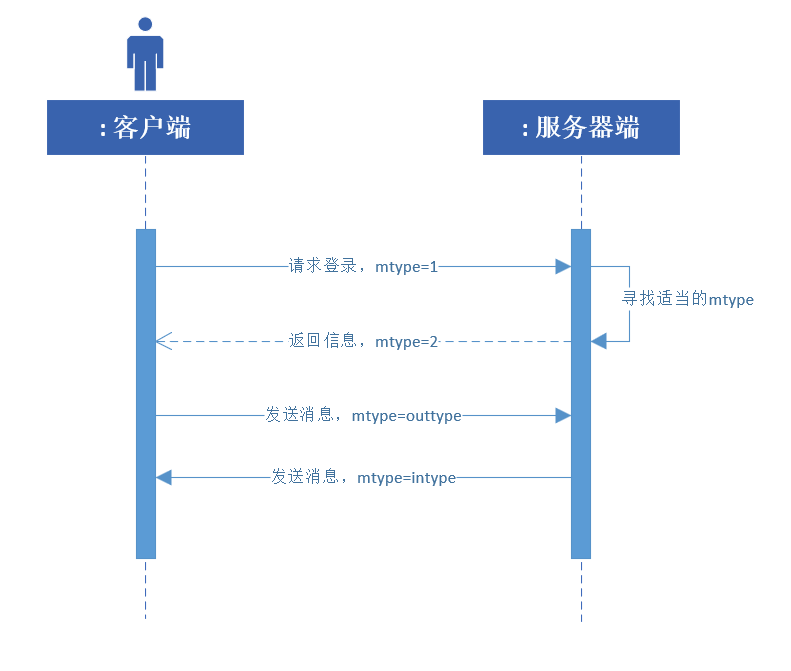 : 客户端
: 服务器端
请求登录，mtype=1
寻找适当的mtype
返回信息，mtype=2
发送消息，mtype=outtype
发送消息，mtype=intype